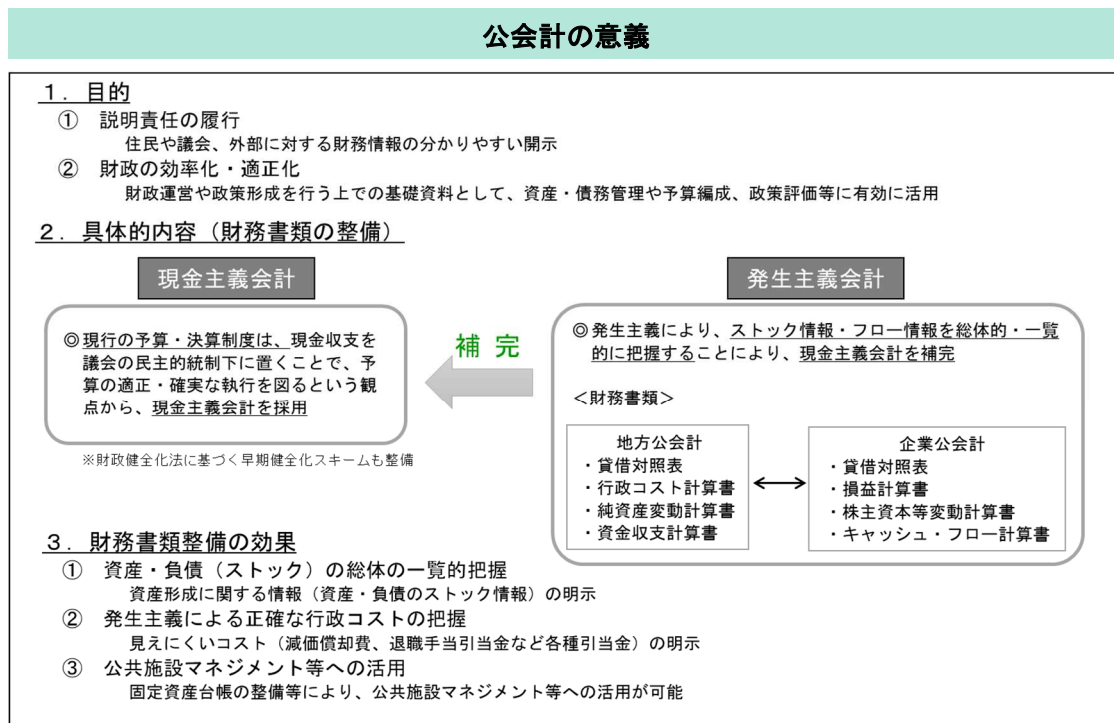 公会計の意義
１．目的
① 説明責任の履行
住民や議会、外部に対する財務情報の分かりやすい開示
② 財政の効率化・適正化
財政運営や政策形成を行う上での基礎資料として、資産・債務管理や予算編成、政策評価等に有効に活用
２．具体的内容（財務書類の整備）
現金主義会計
◎現行の予算・決算制度は、現金収支を
議会の民主的統制下に置くことで、予
算の適正・確実な執行を図るという観
点から、現金主義会計を採用
※財政健全化法に基づく早期健全化スキームも整備
補 完
発生主義会計
◎発生主義により、ストック情報・フロー情報を総体的・一覧
的に把握することにより、現金主義会計を補完
＜財務書類＞
地方公会計
・貸借対照表
・行政コスト計算書
・純資産変動計算書
・資金収支計算書
企業公会計
・貸借対照表
・損益計算書
・株主資本等変動計算書
・キャッシュ・フロー計算書
３．財務書類整備の効果
① 資産・負債（ストック）の総体の一覧的把握
資産形成に関する情報（資産・負債のストック情報）の明示
② 発生主義による正確な行政コストの把握
見えにくいコスト（減価償却費、退職手当引当金など各種引当金）の明示
③ 公共施設マネジメント等への活用
固定資産台帳の整備等により、公共施設マネジメント等への活用が可能